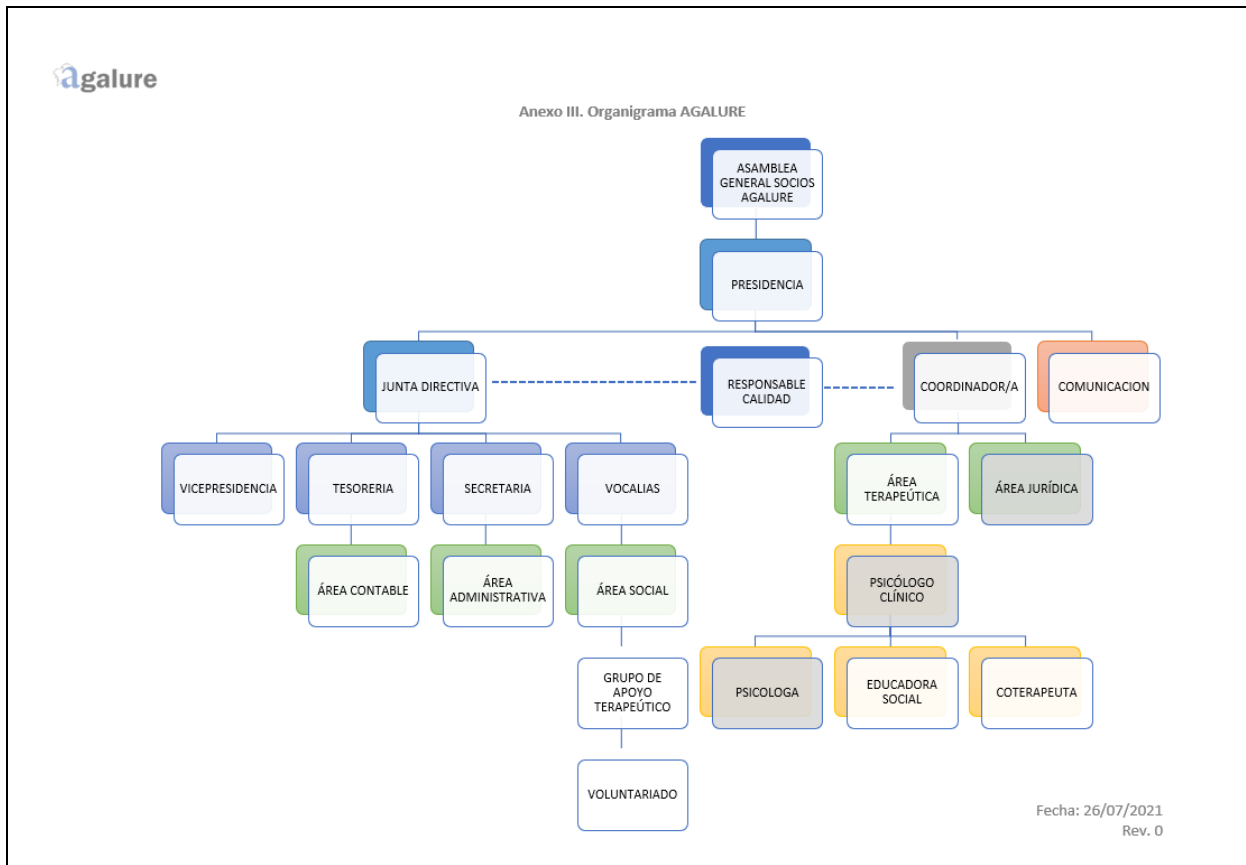 agalure
Anexo III. Organigrama AGALURE
ASAMBLEA
GENERAL SOCIOS
AGALURE
PRESIDENCIA
JUNTA DIRECTIVA
RESPONSABLE
CALIDAD
COORDINADOR/A
COMUNICACION
VICEPRESIDENCIA
TESORERIA
SECRETARIA
VOCALIAS
ÁREA
TERAPEÚTICA
ÁREA JURÍDICA
ÁREA CONTABLE
ÁREA
ADMINISTRATIVA
ÁREA SOCIAL
PSICÓLOGO
CLÍNICO
GRUPO DE
APOYO
TERAPEÚTICO
PSICOLOGA
EDUCADORA
SOCIAL
COTERAPEUTA
VOLUNTARIADO
Fecha: 26/07/2021
Rev. 0